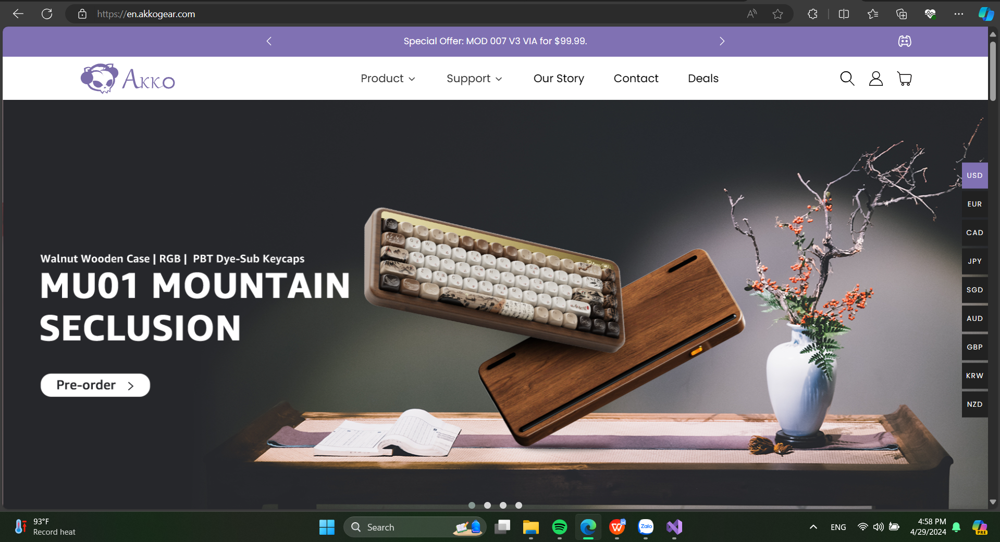 https://en.akkogear.com
Special Offer: MOD 007 V3 VIA for $99.99.
Akko
Product
Support
Our Story
Contact
Deals
USD
EUR
CAD
JPY
SGD
AUD
GBP
KRW
NZD
Walnut Wooden Case | RGB | PBT Dye-Sub Keycaps
MU01 MOUNTAIN
SECLUSION
Pre-order
93°F
Record heat
Search
Zalo
ENG
4:58 PM
4/29/2024
PRE